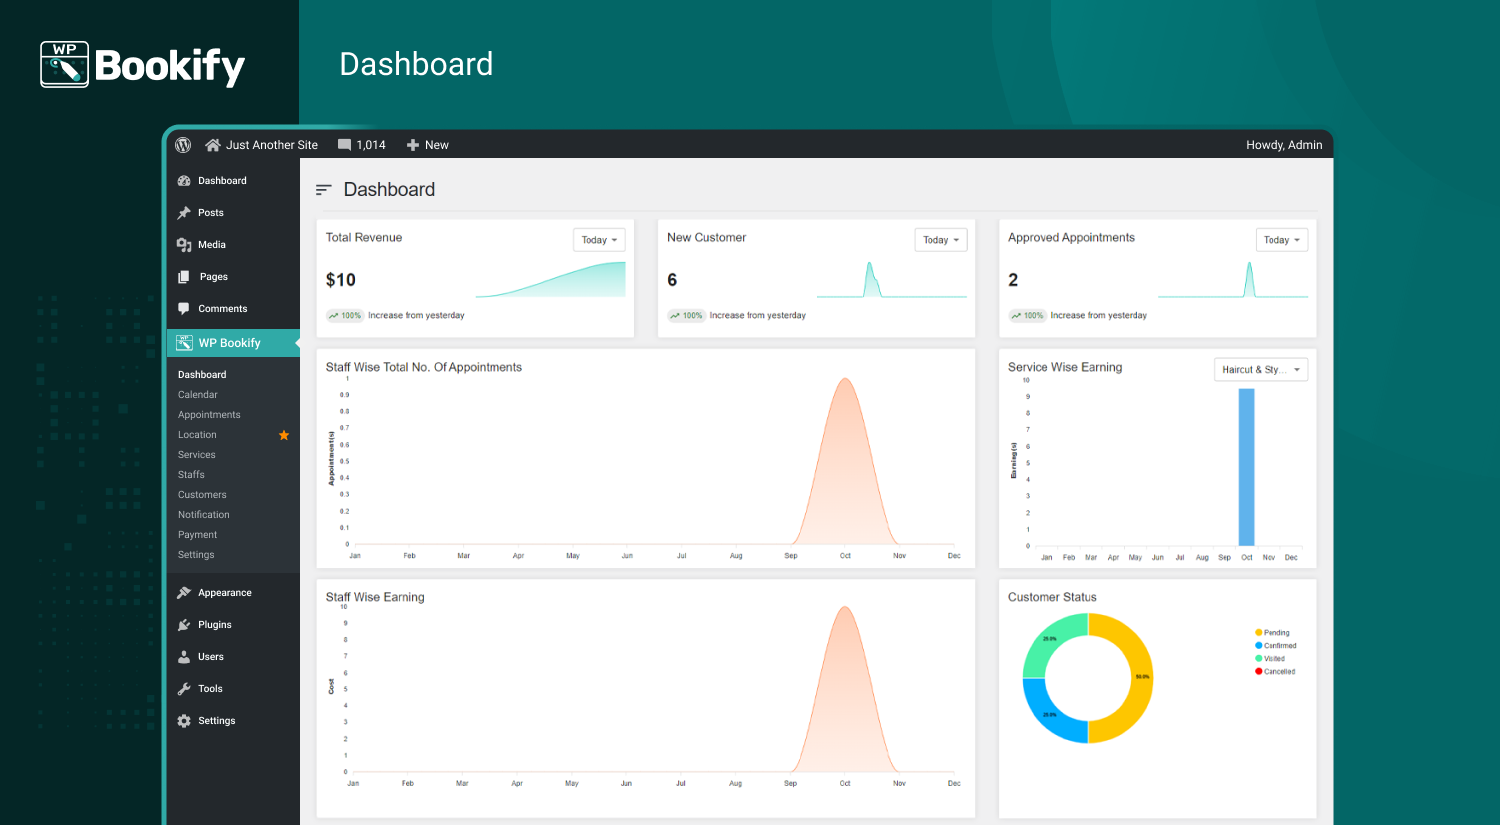 WP
Bookify
Dashboard
Just Another Site
1,014
New
Howdy, Admin
Dashboard
Posts
Media
Pages
Comments
WP Bookify
Dashboard
Calendar
Appointments
Location
Services
Staffs
Customers
Notification
Payment
Settings
Appearance
Plugins
Users
Tools
Settings
Dashboard
Total Revenue
Today
$10
100% Increase from yesterday
New Customer
Today
6
100% Increase from yesterday
Approved Appointments
Today
2
100% Increase from yesterday
Staff Wise Total No. Of Appointments
1
0.9
0.8
0.7
0.6
0.5
0.4
0.3
0.2
0.1
0
Appointment(s)
Jan Feb Mar Apr May Jun Jul Aug Sep Oct Nov Dec
Service Wise Earning
Haircut & Sty...
10
9
8
7
6
5
4
3
2
1
0
Earning(s)
Jan Feb Mar Apr May Jun Jul Aug Sep Oct Nov Dec
Staff Wise Earning
10
9
8
7
6
5
4
3
2
1
0
Cost
Jan Feb Mar Apr May Jun Jul Aug Sep Oct Nov Dec
Customer Status
25.0%
50.0%
25.0%
Pending
Confirmed
Visited
Cancelled